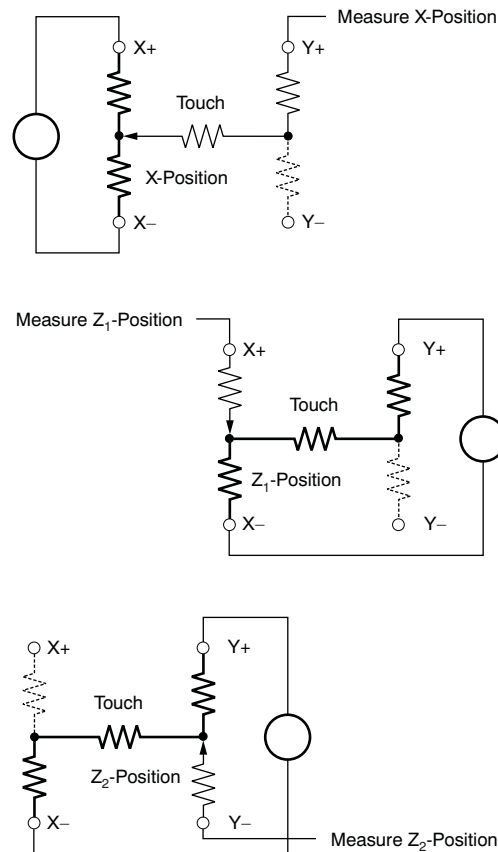 Measure X-Position
X+
Y+
Touch
X-Position
X−
Y−
Measure Z₁-Position
X+
Y+
Touch
Z₁-Position
X−
Y−
X+
Y+
Touch
Z₂-Position
X−
Y−
Measure Z₂-Position